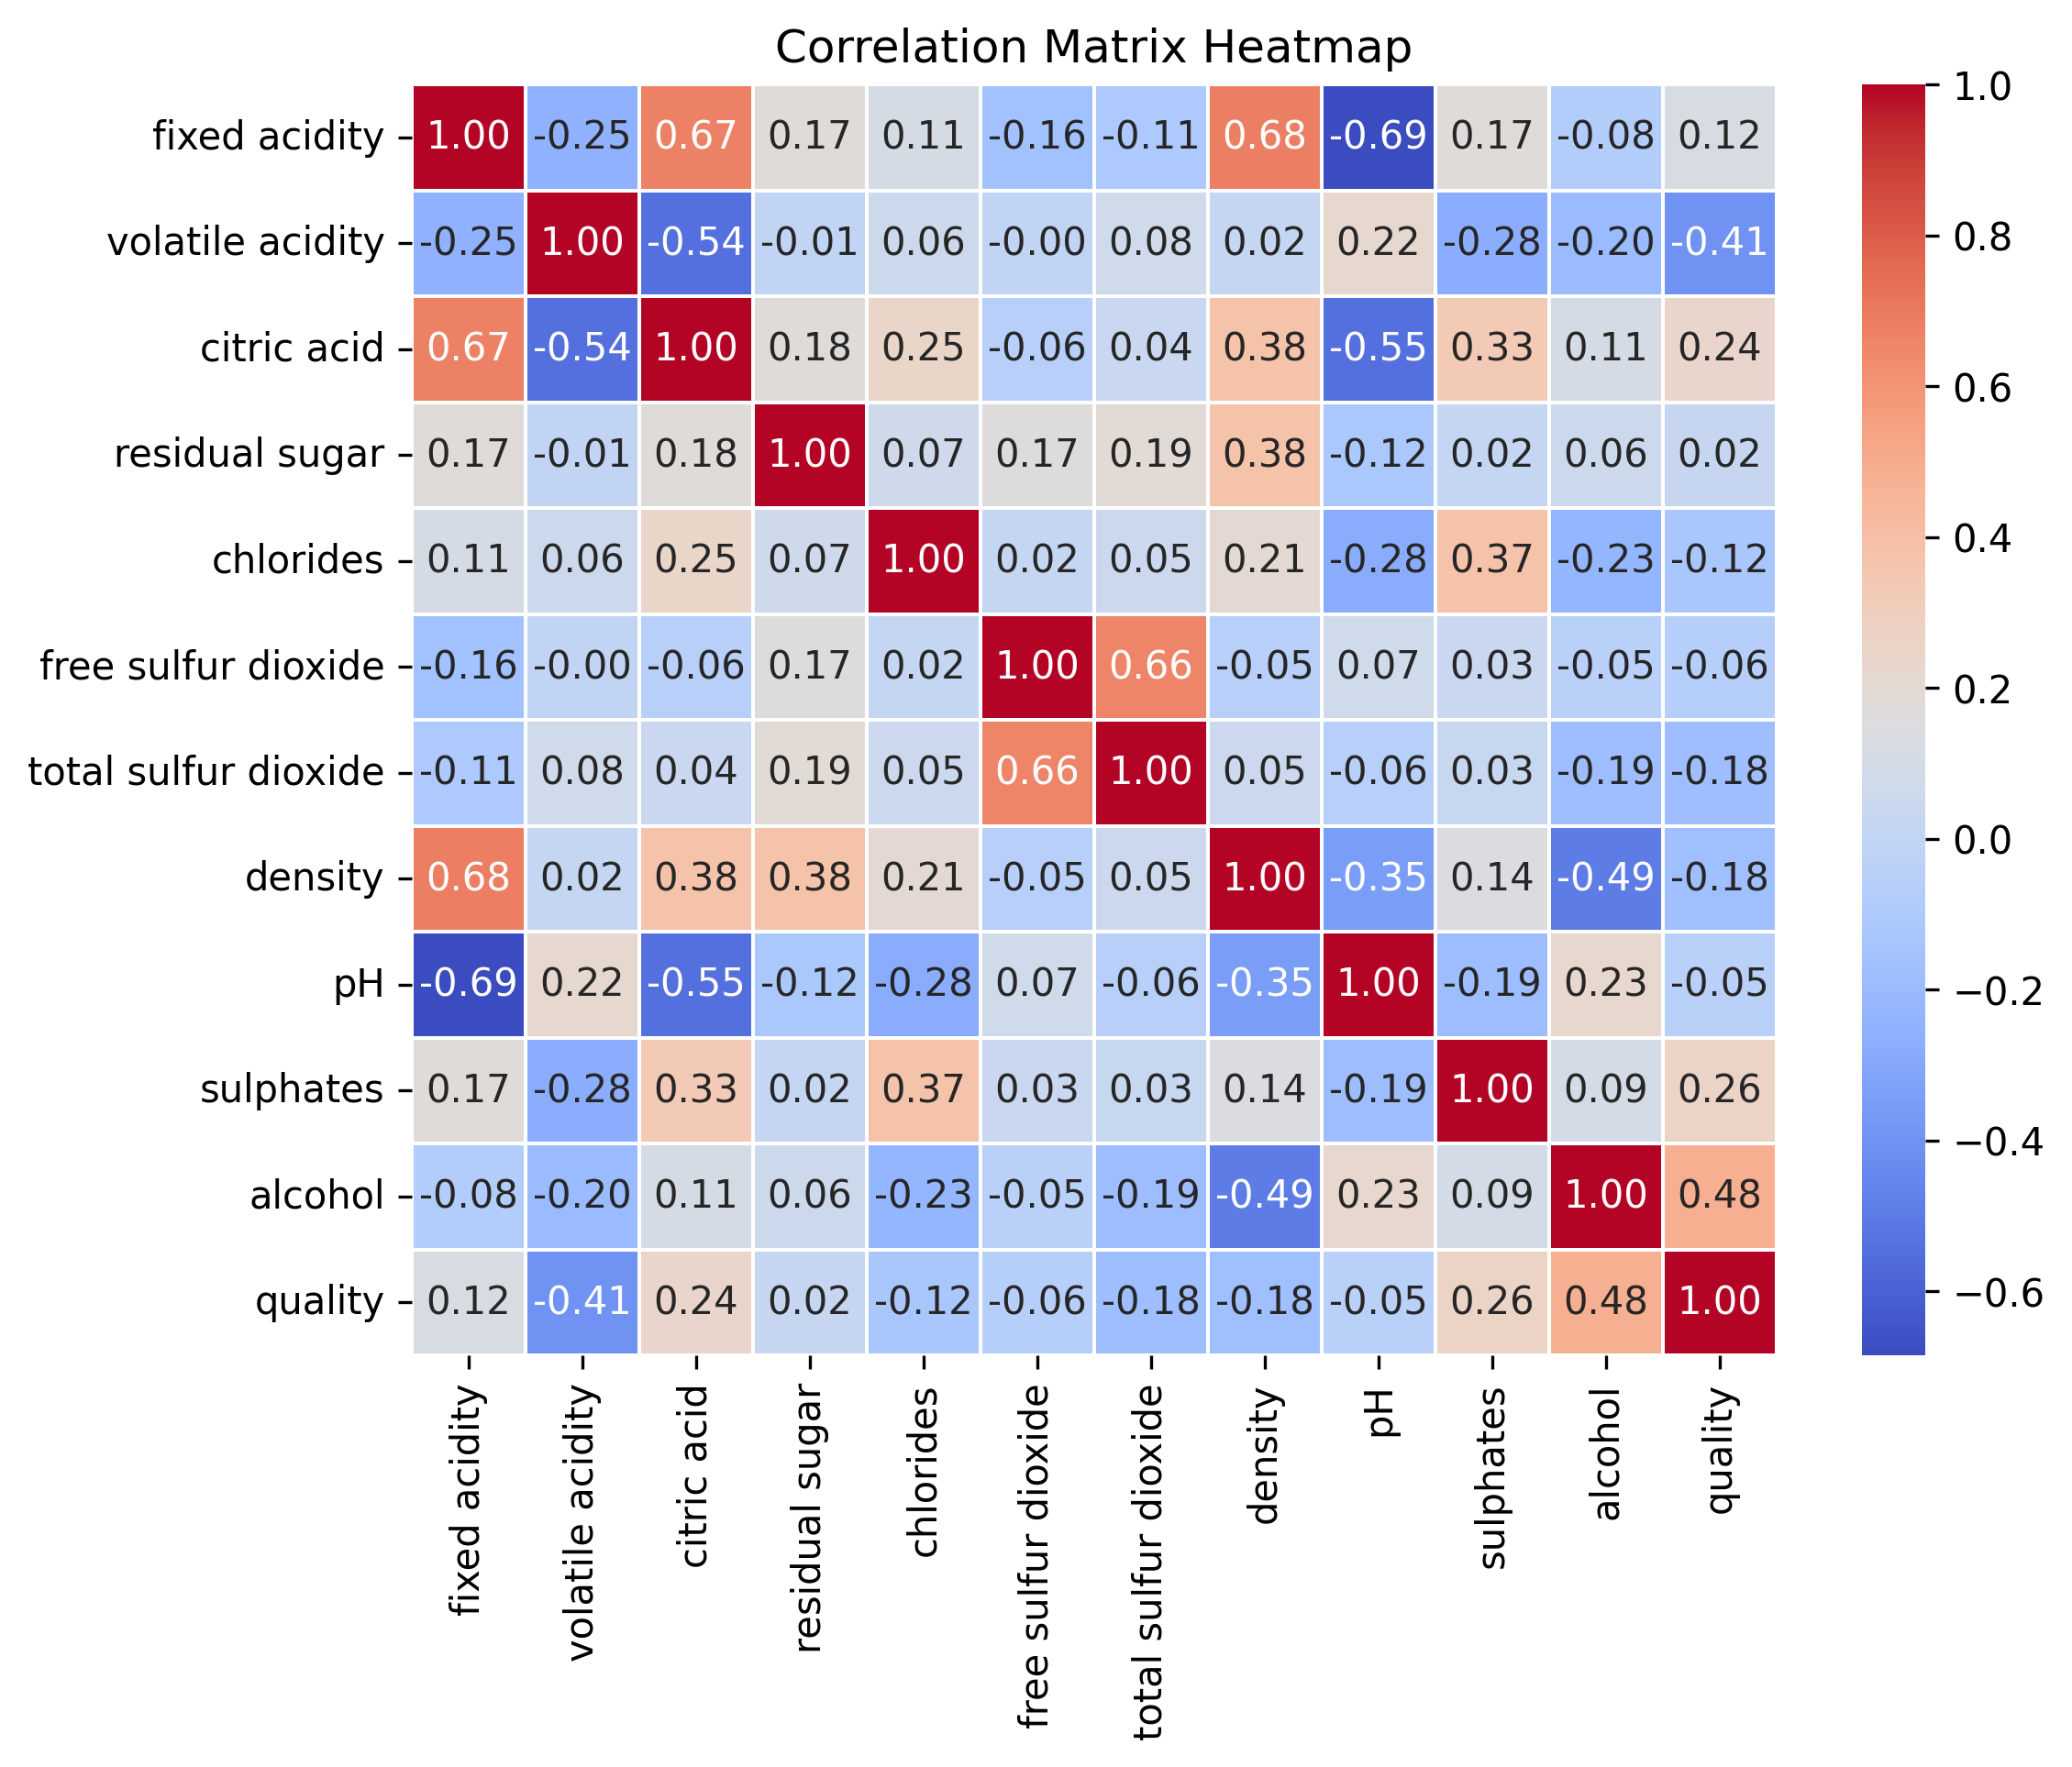 Correlation Matrix Heatmap
fixed acidity 1.00 -0.25 0.67 0.17 0.11 -0.16 -0.11 0.68 -0.69 0.17 -0.08 0.12
volatile acidity -0.25 1.00 -0.54 -0.01 0.06 -0.00 0.08 0.02 0.22 -0.28 -0.20 -0.41
citric acid 0.67 -0.54 1.00 0.18 0.25 -0.06 0.04 0.38 -0.55 0.33 0.11 0.24
residual sugar 0.17 -0.01 0.18 1.00 0.07 0.17 0.19 0.38 -0.12 0.02 0.06 0.02
chlorides 0.11 0.06 0.25 0.07 1.00 0.02 0.05 0.21 -0.28 0.37 -0.23 -0.12
free sulfur dioxide -0.16 -0.00 -0.06 0.17 0.02 1.00 0.66 -0.05 0.07 0.03 -0.05 -0.06
total sulfur dioxide -0.11 0.08 0.04 0.19 0.05 0.66 1.00 0.05 -0.06 0.03 -0.19 -0.18
density 0.68 0.02 0.38 0.38 0.21 -0.05 0.05 1.00 -0.35 0.14 -0.49 -0.18
pH -0.69 0.22 -0.55 -0.12 -0.28 0.07 -0.06 -0.35 1.00 -0.19 0.23 -0.05
sulphates 0.17 -0.28 0.33 0.02 0.37 0.03 0.03 0.14 -0.19 1.00 0.09 0.26
alcohol -0.08 -0.20 0.11 0.06 -0.23 -0.05 -0.19 -0.49 0.23 0.09 1.00 0.48
quality 0.12 -0.41 0.24 0.02 -0.12 -0.06 -0.18 -0.18 -0.05 0.26 0.48 1.00
fixed acidity
volatile acidity
citric acid
residual sugar
chlorides
free sulfur dioxide
total sulfur dioxide
density
pH
sulphates
alcohol
quality
1.0
0.8
0.6
0.4
0.2
0.0
−0.2
−0.4
−0.6